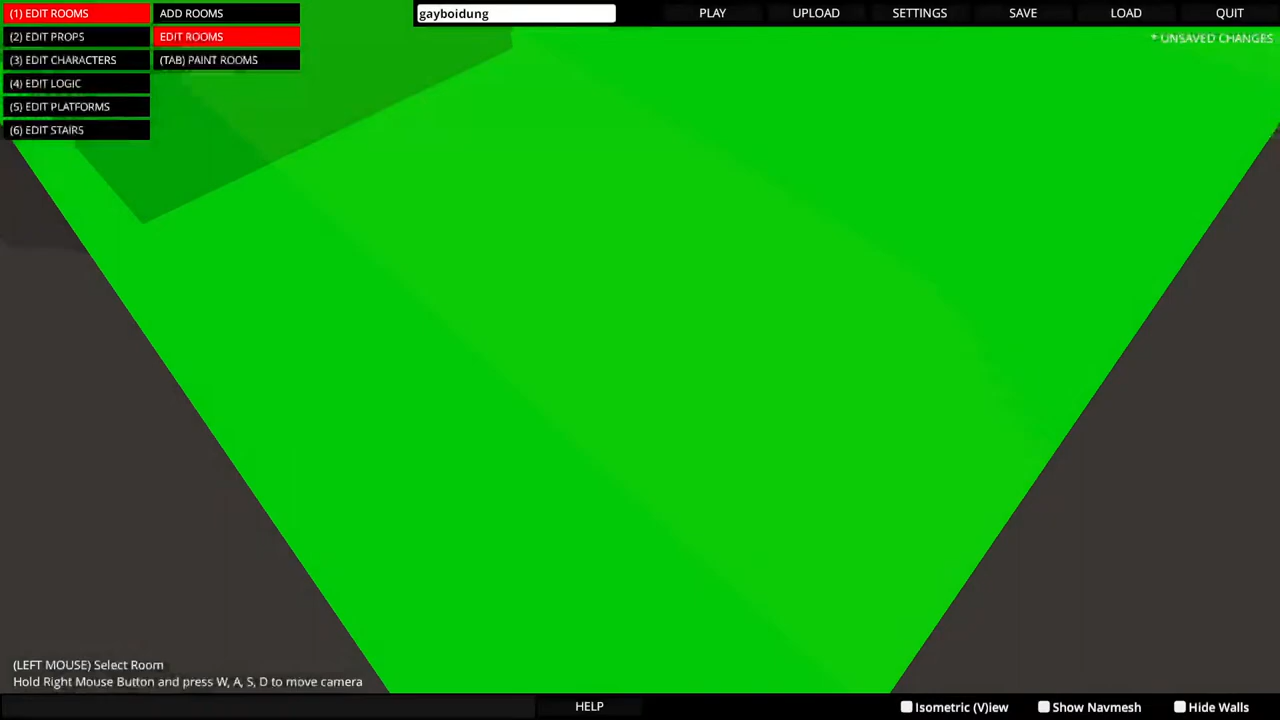 (1) EDIT ROOMS
ADD ROOMS
gayboidung
PLAY
UPLOAD
SETTINGS
SAVE
LOAD
QUIT
(2) EDIT PROPS
EDIT ROOMS
* UNSAVED CHANGES
(3) EDIT CHARACTERS
(TAB) PAINT ROOMS
(4) EDIT LOGIC
(5) EDIT PLATFORMS
(6) EDIT STAIRS
(LEFT MOUSE) Select Room
Hold Right Mouse Button and press W, A, S, D to move camera
HELP
Isometric (V)iew
Show Navmesh
Hide Walls